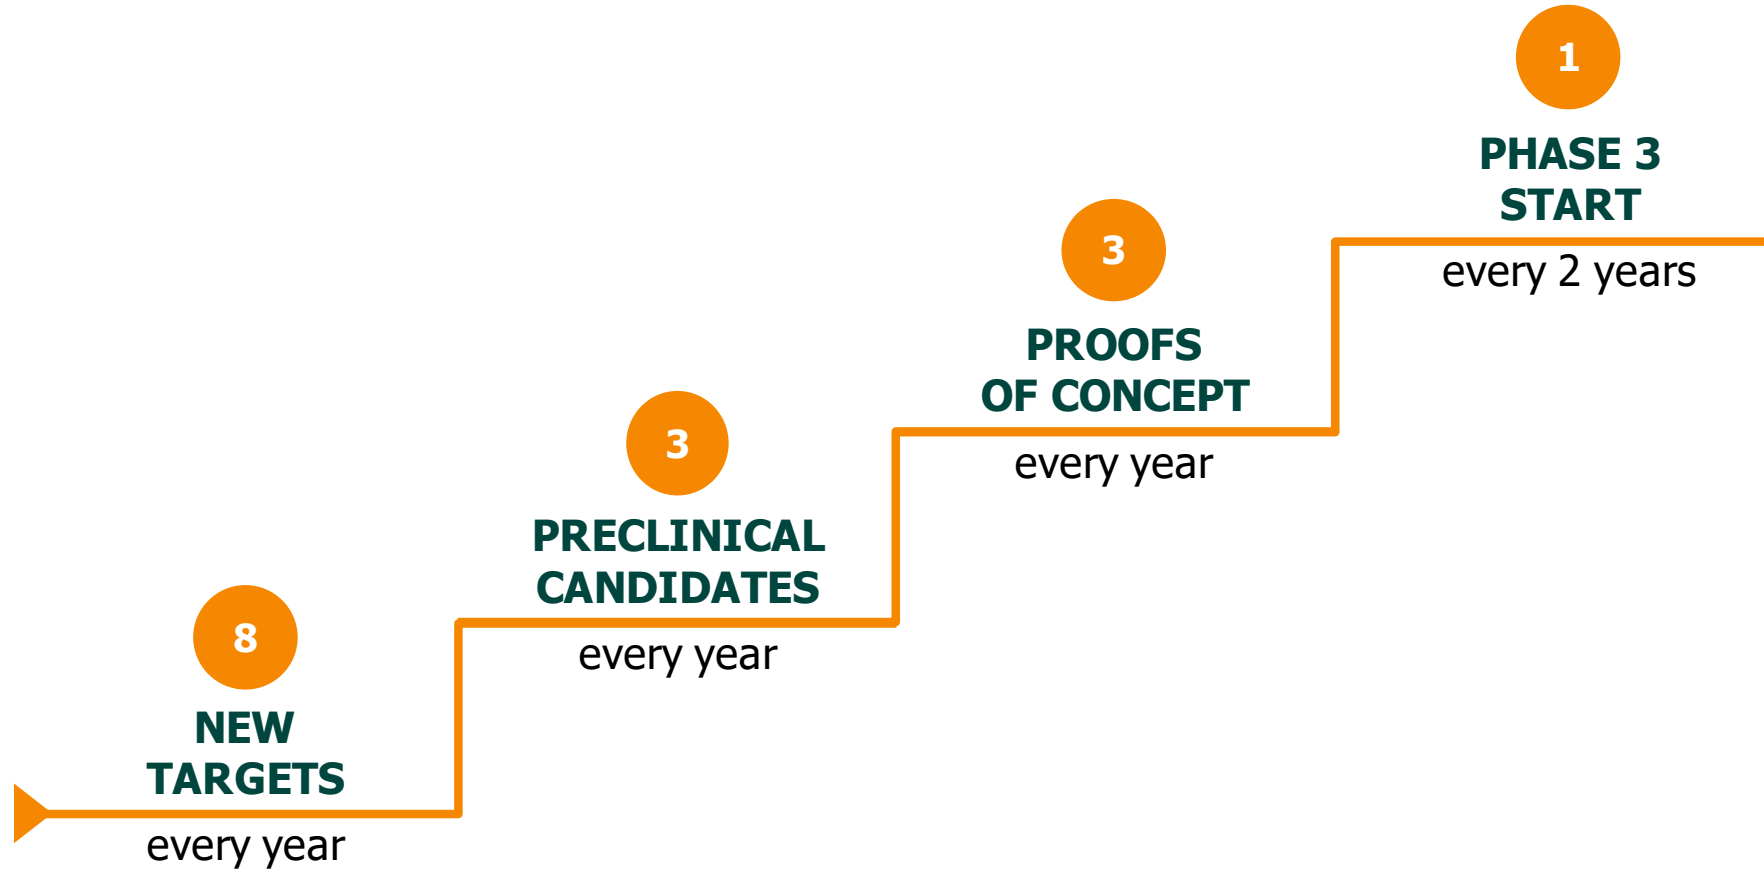 8
NEW
TARGETS
every year
3
PRECLINICAL
CANDIDATES
every year
3
PROOFS
OF CONCEPT
every year
1
PHASE 3
START
every 2 years